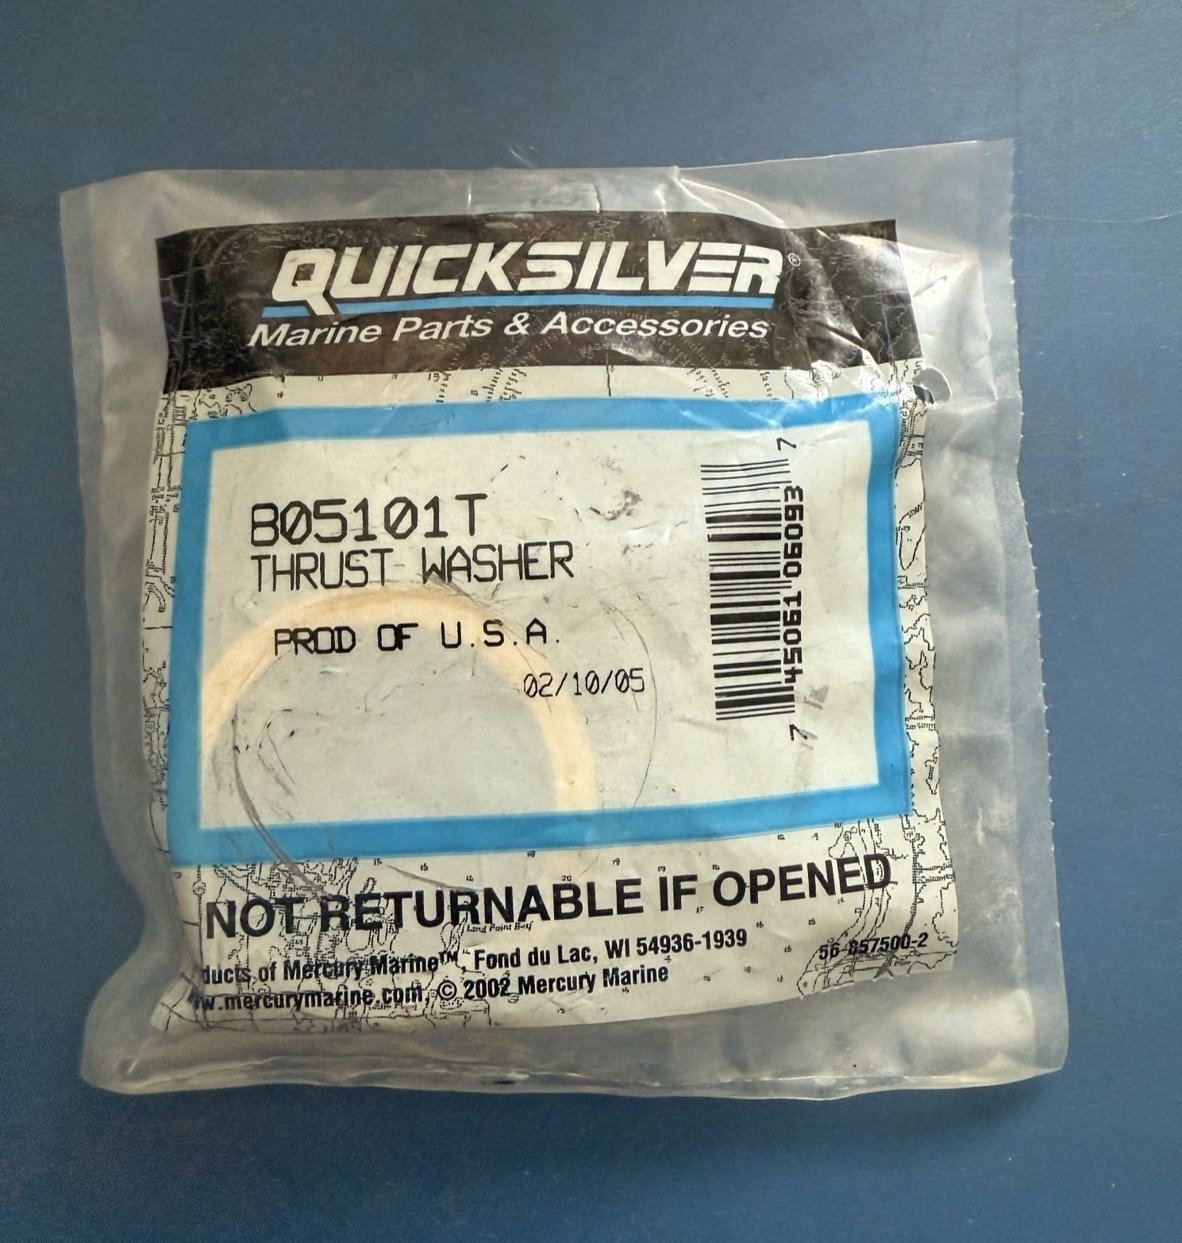 QUICKSILVER®
Marine Parts & Accessories
805101T
THRUST WASHER
PROD OF U.S.A.
02/10/05
7 45061 06093 7
NOT RETURNABLE IF OPENED
ducts of Mercury Marine™, Fond du Lac, WI 54936-1939
w.mercurymarine.com © 2002 Mercury Marine
56-857500-2